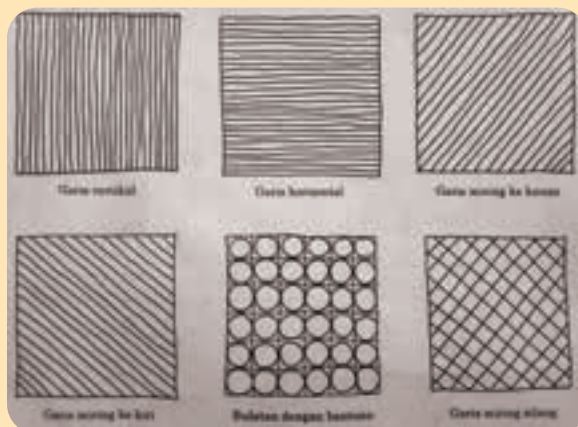 Garis vertikal
Garis horizontal
Garis miring ke kanan
Garis miring ke kiri
Bulatan dengan
Garis miring silang